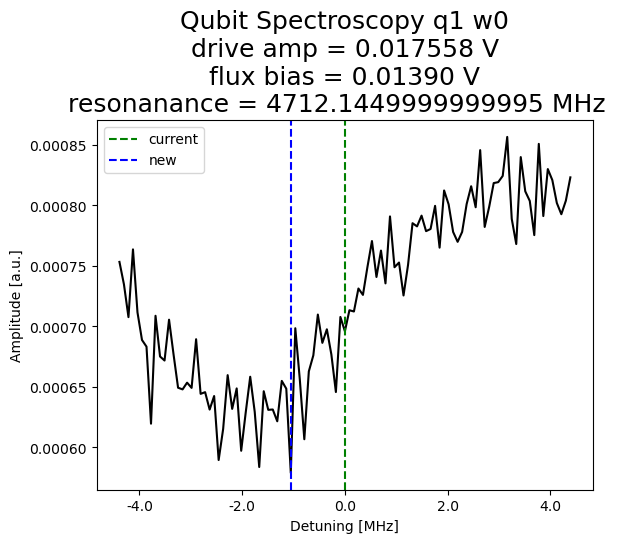 Qubit Spectroscopy q1 w0
drive amp = 0.017558 V
flux bias = 0.01390 V
resonanance = 4712.1449999999995 MHz
current
new
0.00085
0.00080
0.00075
0.00070
0.00065
0.00060
Amplitude [a.u.]
-4.0 -2.0 0.0 2.0 4.0
Detuning [MHz]